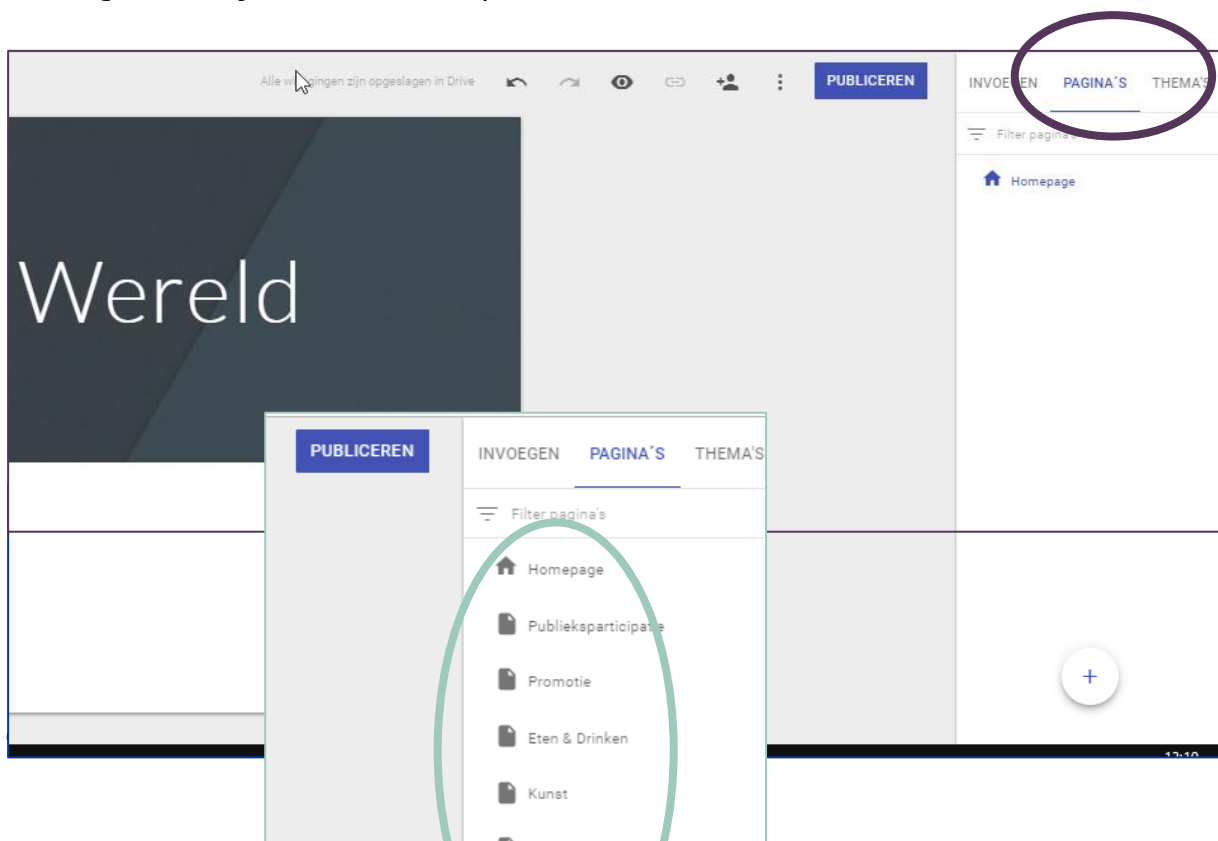 Alle wijzigingen zijn opgeslagen in Drive
PUBLICEREN
INVOEGEN PAGINA´S THEMA'S
Filter pagina's
Homepage
Wereld
PUBLICEREN
INVOEGEN PAGINA´S THEMA'S
Filter pagina's
Homepage
Publieksparticipatie
Promotie
Eten & Drinken
Kunst
+